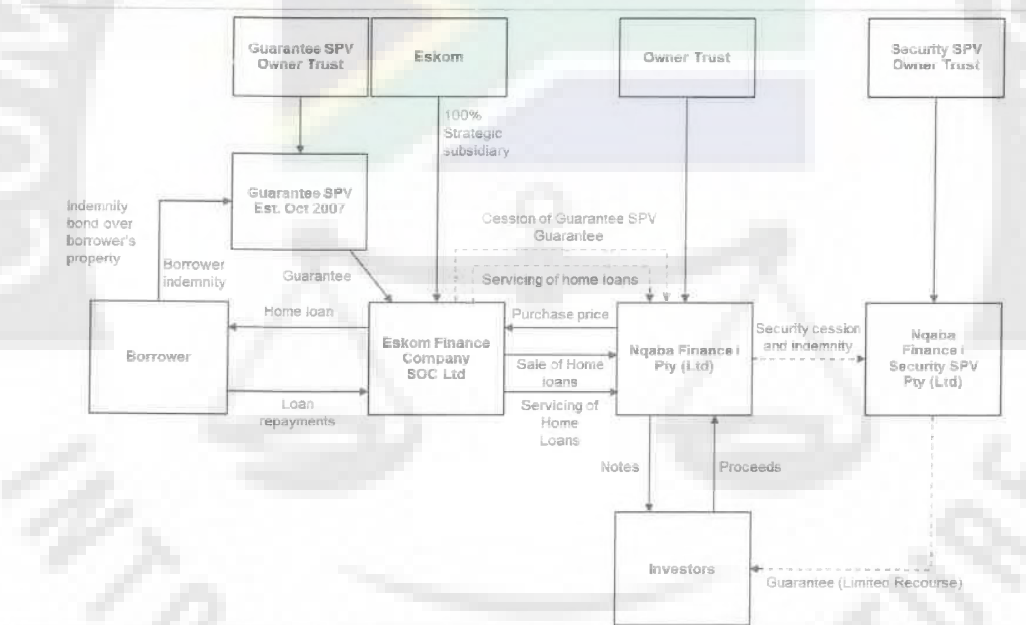 Guarantee SPV
Owner Trust
Eskom
Owner Trust
Security SPV
Owner Trust
100%
Strategic
subsidiary
Guarantee SPV
Est. Oct 2007
Indemnity
bond over
borrower's
property
Borrower
indemnity
Cession of Guarantee SPV
Guarantee
Guarantee
Servicing of home loans
Home loan
Purchase price
Security cession
and indemnity
Borrower
Eskom Finance
Company
SOC Ltd
Nqaba Finance i
Pty (Ltd)
Nqaba
Finance i
Security SPV
Pty (Ltd)
Sale of Home
loans
Loan
repayments
Servicing of
Home
Loans
Notes
Proceeds
Investors
Guarantee (Limited Recourse)